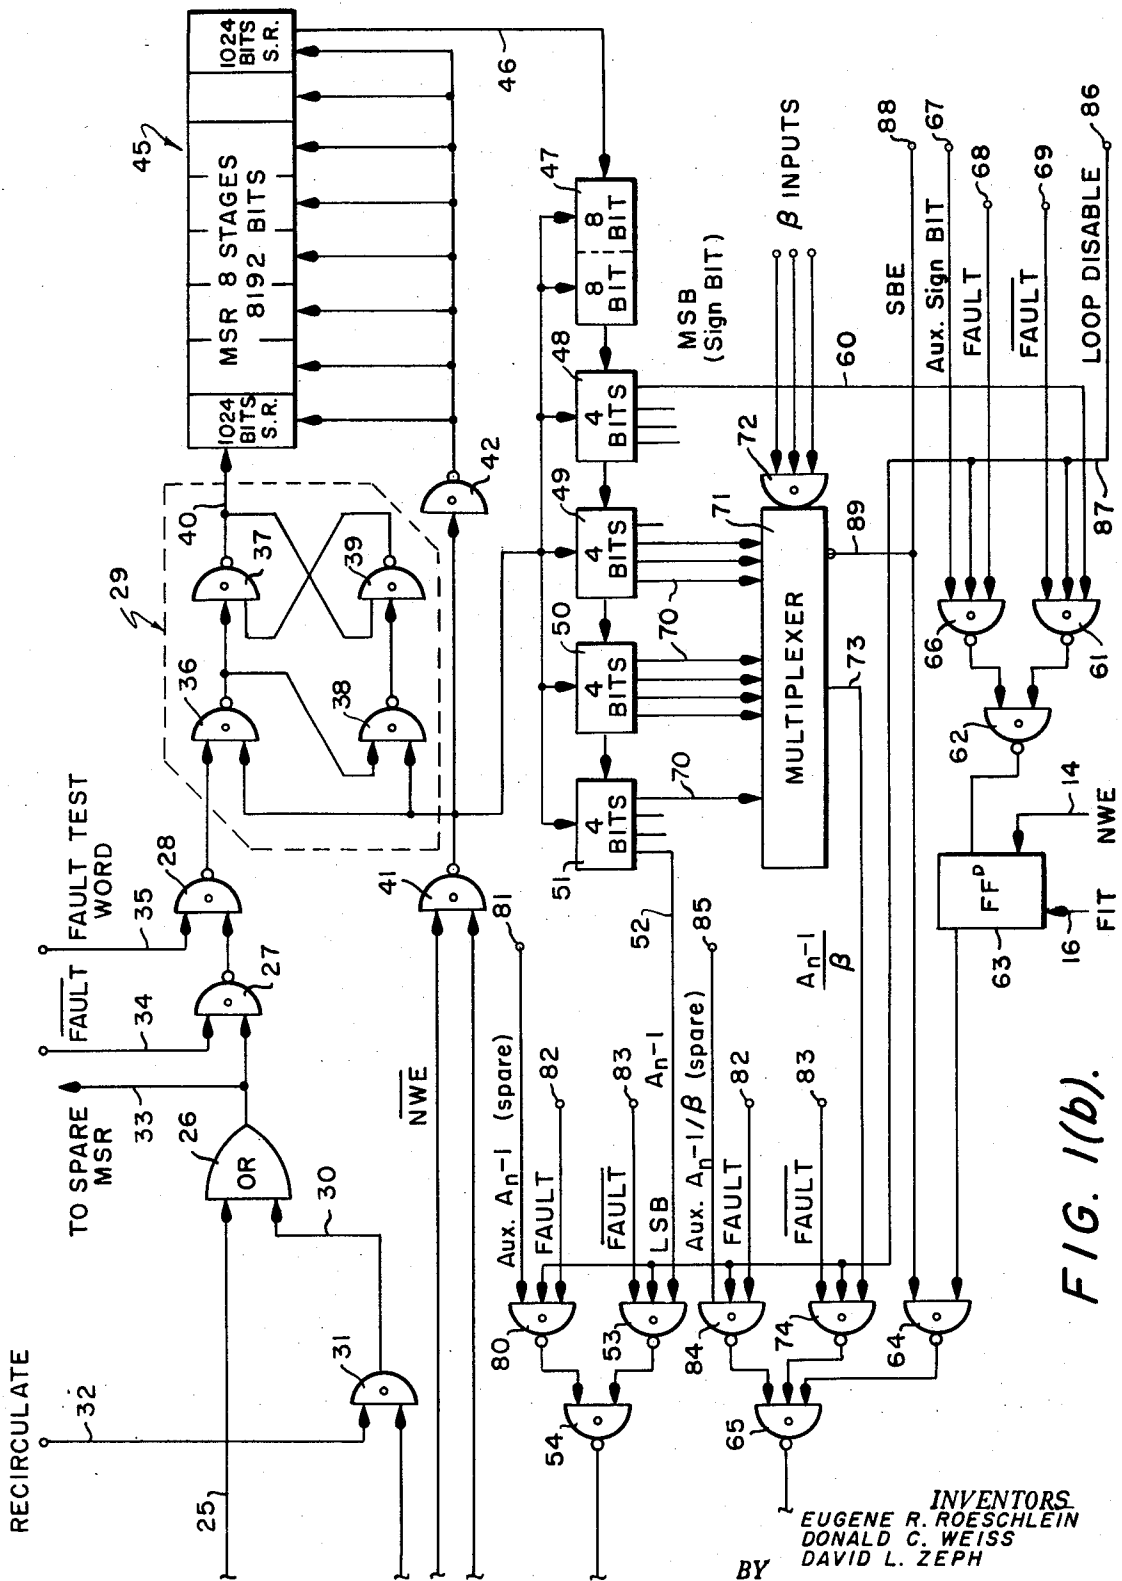 RECIRCULATE
32
25
31
30
26
OR
TO SPARE
MSR
33
FAULT
34
27
FAULT TEST
WORD
35
28
29
36
37
38
39
40
41
42
NWE
45
1024
BITS
S.R.
MSR 8 STAGES
8192 BITS
1024
BITS
S.R.
46
47
8
BIT
8
BIT
48
4
BITS
49
4
BITS
50
4
BITS
51
4
BITS
MSB
(Sign BIT)
60
β INPUTS
72
71
MULTIPLEXER
70
70
70
73
89
52
81
Aux. An-1 (spare)
FAULT
82
80
FAULT
83
LSB
An-1
53
54
85
Aux. An-1/β (spare)
FAULT
82
84
FAULT
83
An-1
β
74
64
65
SBE
88
Aux. Sign BIT
67
FAULT
68
FAULT
69
LOOP DISABLE
86
87
66
61
62
FFD
63
16
FIT
14
NWE
FIG. 1(b).
INVENTORS
EUGENE R. ROESCHLEIN
DONALD C. WEISS
DAVID L. ZEPH
BY